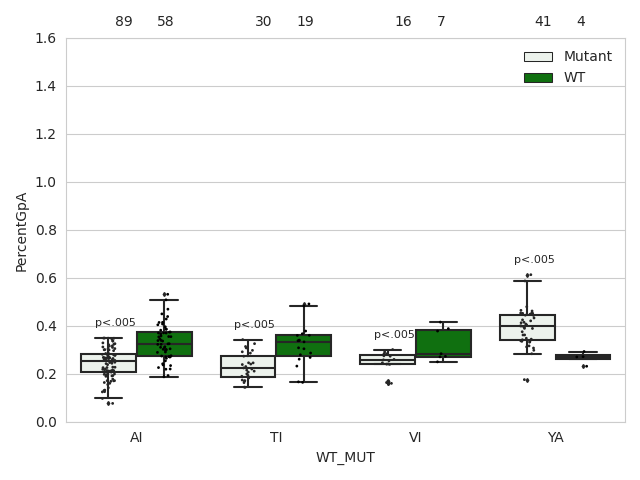 89 58 30 19 16 7 41 4
1.6
Mutant
WT
1.4
1.2
1.0
0.8
0.6
0.4
0.2
0.0
PercentGpA
p<.005
p<.005
p<.005
p<.005
AI TI VI YA
WT_MUT